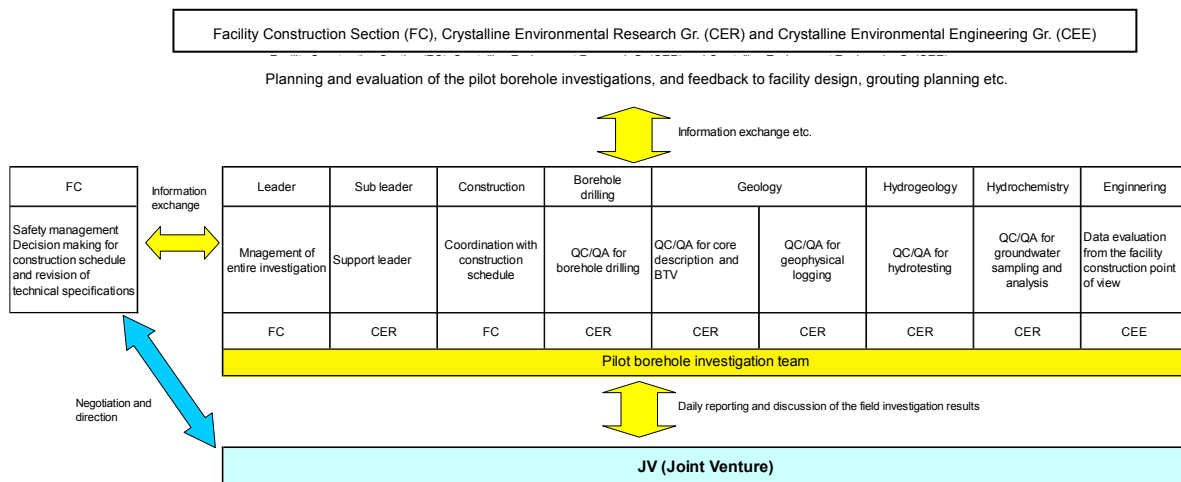 Facility Construction Section (FC), Crystalline Environmental Research Gr. (CER) and Crystalline Environmental Engineering Gr. (CEE)
Planning and evaluation of the pilot borehole investigations, and feedback to facility design, grouting planning etc.
Information exchange etc.
FC
Safety management
Decision making for
construction schedule
and revision of
technical specifications
Information
exchange
Leader
Sub leader
Construction
Borehole
drilling
Geology
Hydrogeology
Hydrochemistry
Enginnering
Mnagement of
entire investigation
Support leader
Coordination with
construction
schedule
QC/QA for
borehole drilling
QC/QA for core
description and
BTV
QC/QA for
geophysical
logging
QC/QA for
hydrotesting
QC/QA for
groundwater
sampling and
analysis
Data evaluation
from the facility
construction point
of view
FC
CER
FC
CER
CER
CER
CER
CER
CEE
Pilot borehole investigation team
Negotiation and
direction
Daily reporting and discussion of the field investigation results
JV (Joint Venture)